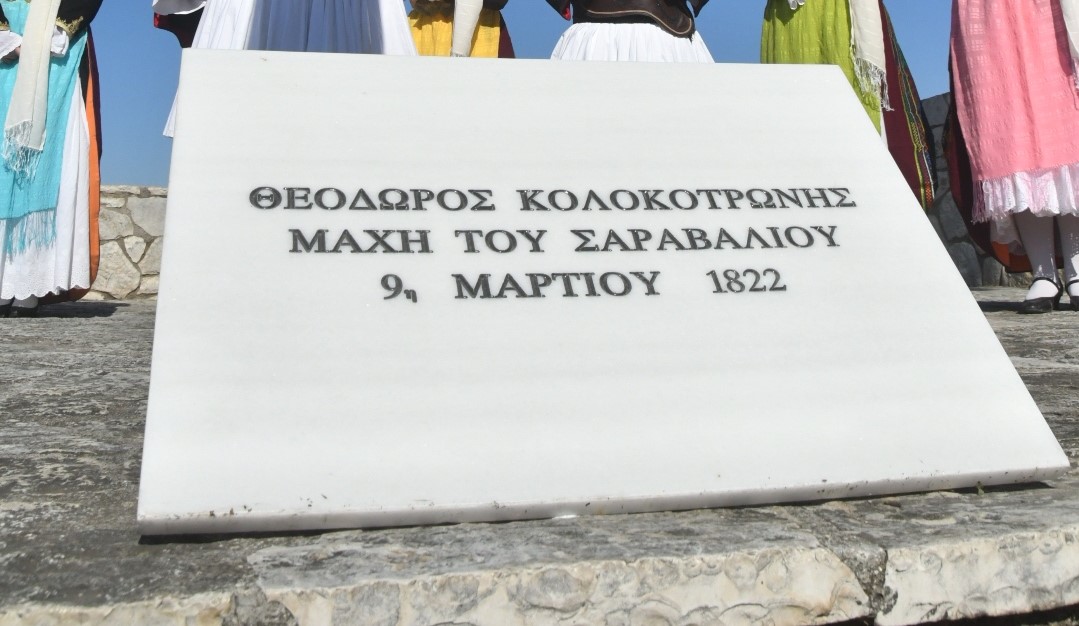 ΘΕΟΔΩΡΟΣ ΚΟΛΟΚΟΤΡΩΝΗΣ
ΜΑΧΗ ΤΟΥ ΣΑΡΑΒΑΛΙΟΥ
9η ΜΑΡΤΙΟΥ 1822